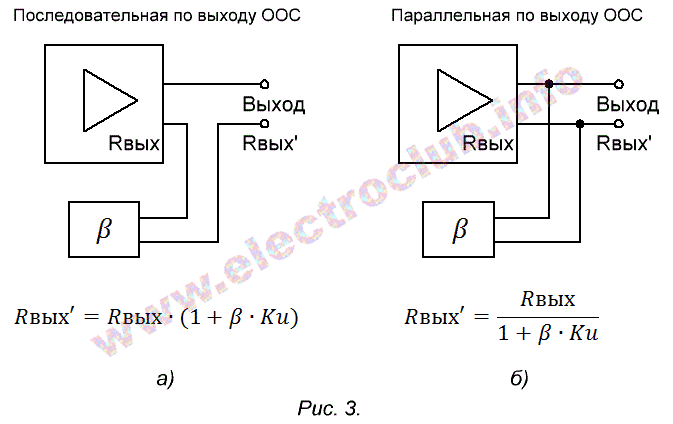 Последовательная по выходу ООС
Параллельная по выходу ООС
Rвых
Выход
Rвых'
β
Rвых
Выход
Rвых'
β
Rвых′ = Rвых · (1 + β · Ku)
Rвых′ = Rвых / (1 + β · Ku)
а)
б)
Рис. 3.
www.electroclub.info